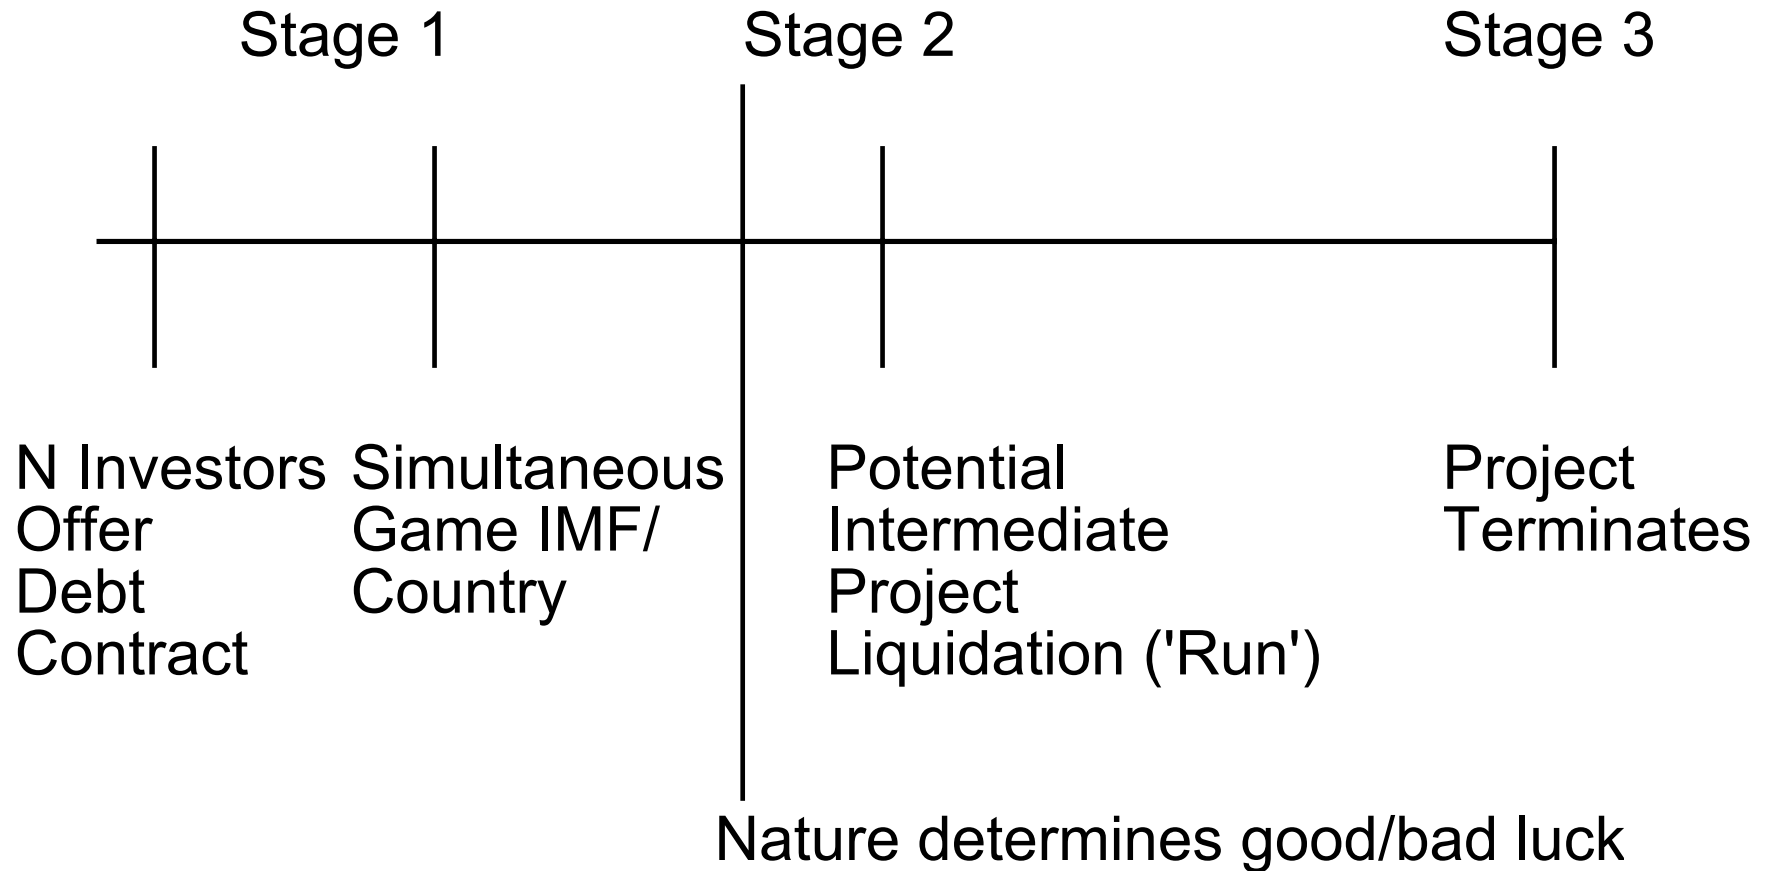 Stage 1
Stage 2
Stage 3
N Investors
Offer
Debt
Contract
Simultaneous
Game IMF/
Country
Potential
Intermediate
Project
Liquidation ('Run')
Project
Terminates
Nature determines good/bad luck